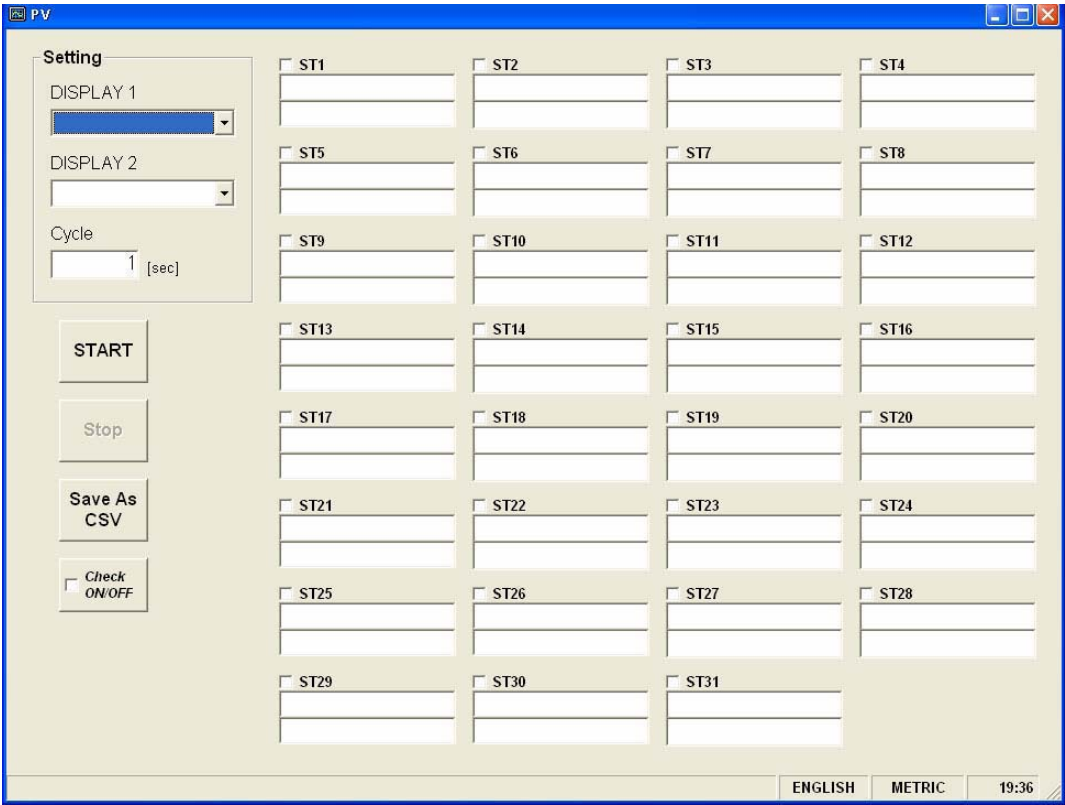 PV
Setting
DISPLAY 1
DISPLAY 2
Cycle
1 [sec]
START
Stop
Save As
CSV
Check
ON/OFF
ST1 ST2 ST3 ST4
ST5 ST6 ST7 ST8
ST9 ST10 ST11 ST12
ST13 ST14 ST15 ST16
ST17 ST18 ST19 ST20
ST21 ST22 ST23 ST24
ST25 ST26 ST27 ST28
ST29 ST30 ST31
ENGLISH METRIC 19:36